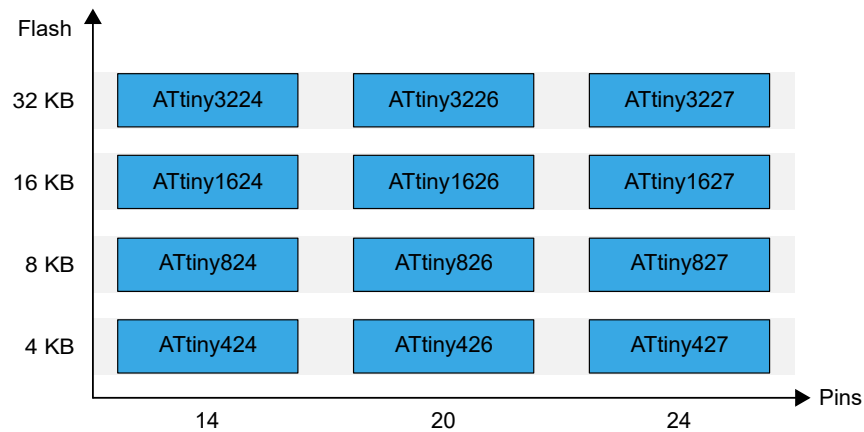 Flash
32 KB ATtiny3224 ATtiny3226 ATtiny3227
16 KB ATtiny1624 ATtiny1626 ATtiny1627
8 KB ATtiny824 ATtiny826 ATtiny827
4 KB ATtiny424 ATtiny426 ATtiny427
Pins
14 20 24